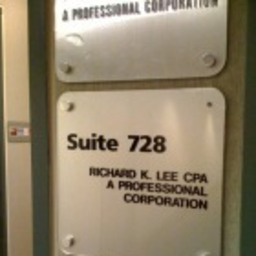 A PROFESSIONAL CORPORATION
Suite 728
RICHARD K. LEE CPA
A PROFESSIONAL
CORPORATION